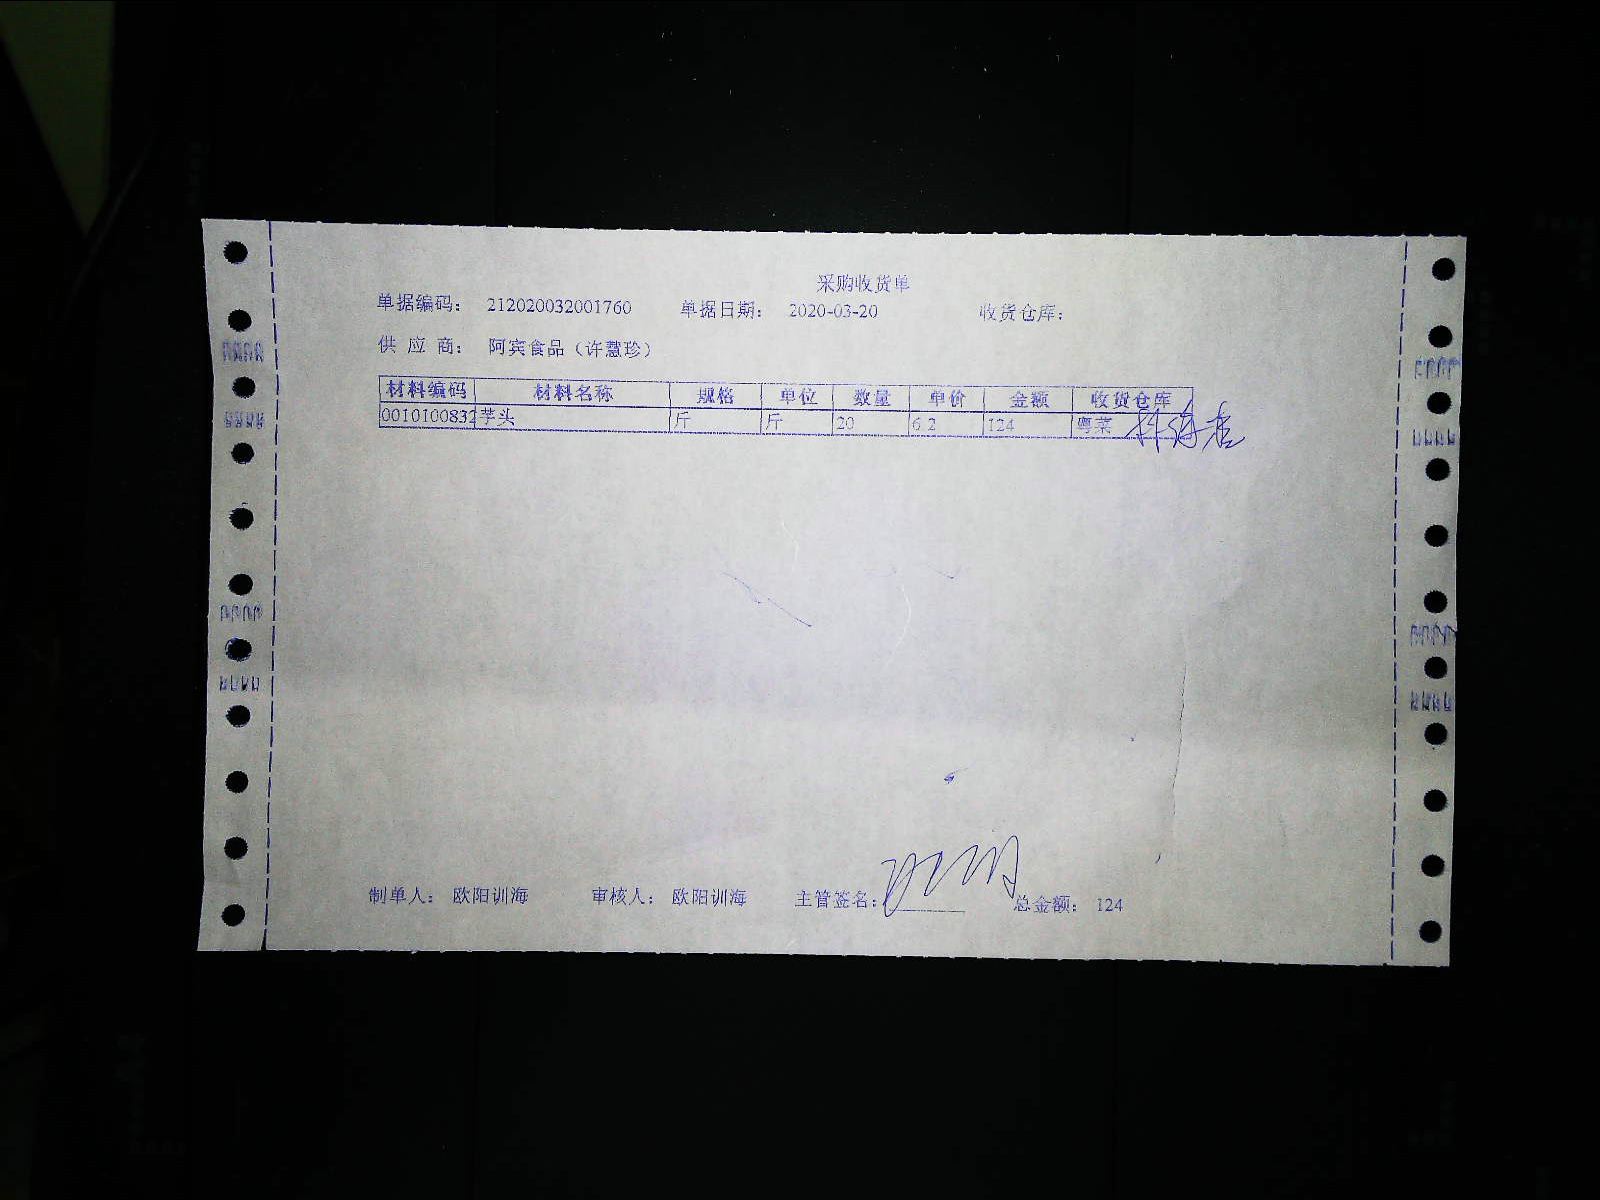 采购收货单
单据编码： 212020032001760 单据日期： 2020-03-20 收货仓库：
供 应 商： 阿宾食品（许慧珍）
材料编码 材料名称 规格 单位 数量 单价 金额 收货仓库
0010100832 芋头 斤 斤 20 6.2 124 粤菜
制单人： 欧阳训海 审核人： 欧阳训海 主管签名： 总金额： 124